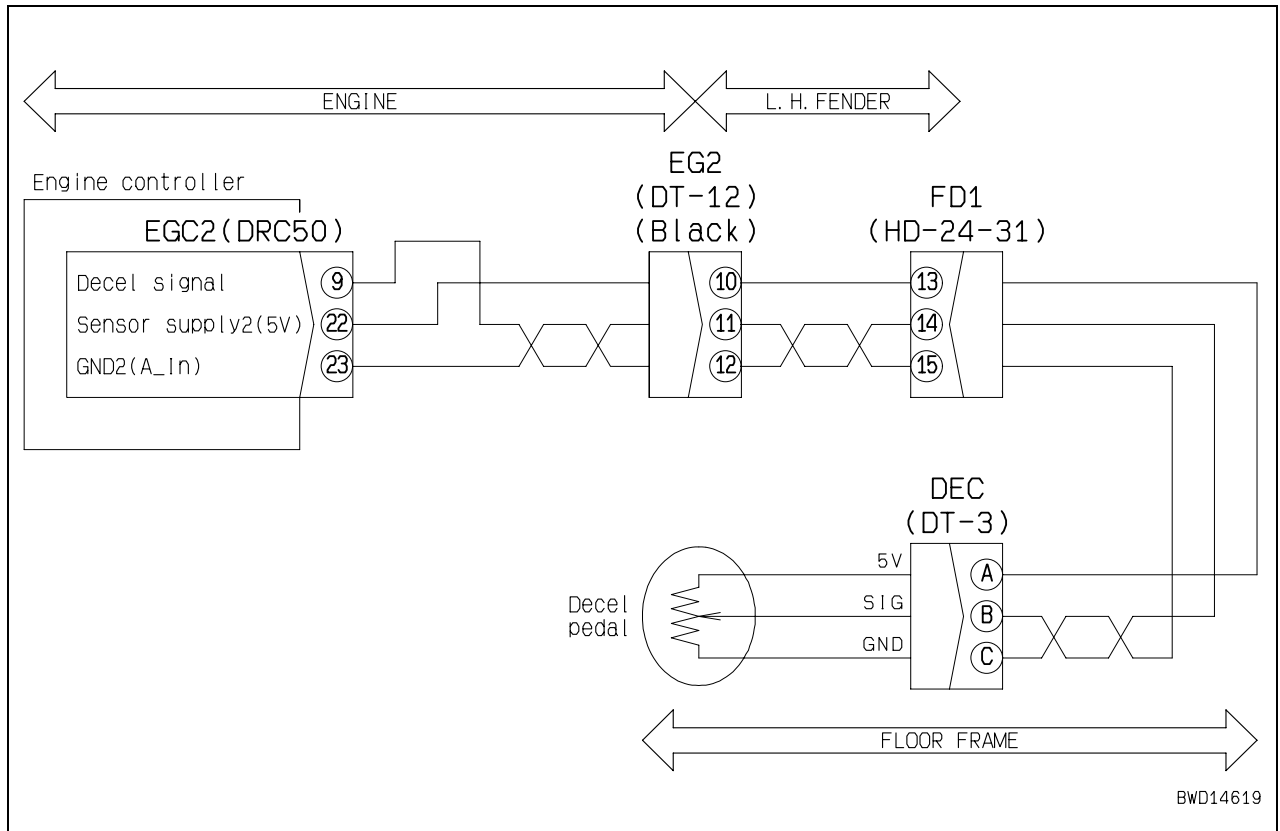 ENGINE
L. H. FENDER
Engine controller
EGC2(DRC50)
EG2
(DT-12)
(Black)
FD1
(HD-24-31)
Decel signal
9
10
13
Sensor supply2(5V)
22
11
14
GND2(A_In)
23
12
15
DEC
(DT-3)
Decel
pedal
5V
A
SIG
B
GND
C
FLOOR FRAME
BWD14619